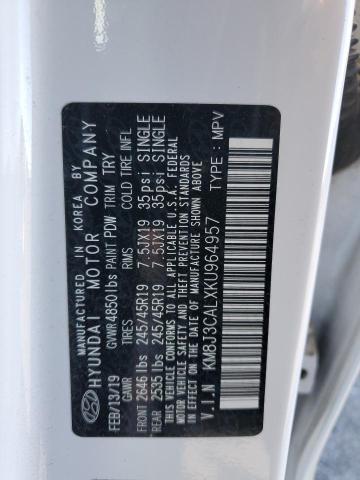 MANUFACTURED IN KOREA BY
HYUNDAI MOTOR COMPANY
FEB/13/19 GVWR 4850 lbs PAINT PDW TRIM TRY
GAWR TIRES RIMS COLD TIRE INFL
FRONT 2646 lbs 245/45R19 7.5JX19 35psi SINGLE
REAR 2535 lbs 245/45R19 7.5JX19 35psi SINGLE
THIS VEHICLE CONFORMS TO ALL APPLICABLE U.S. FEDERAL
MOTOR VEHICLE SAFETY STANDARDS IN EFFECT ON THE
DATE OF MANUFACTURE SHOWN ABOVE.
V.I.N KM8J3CALXKU964957 TYPE : MPV